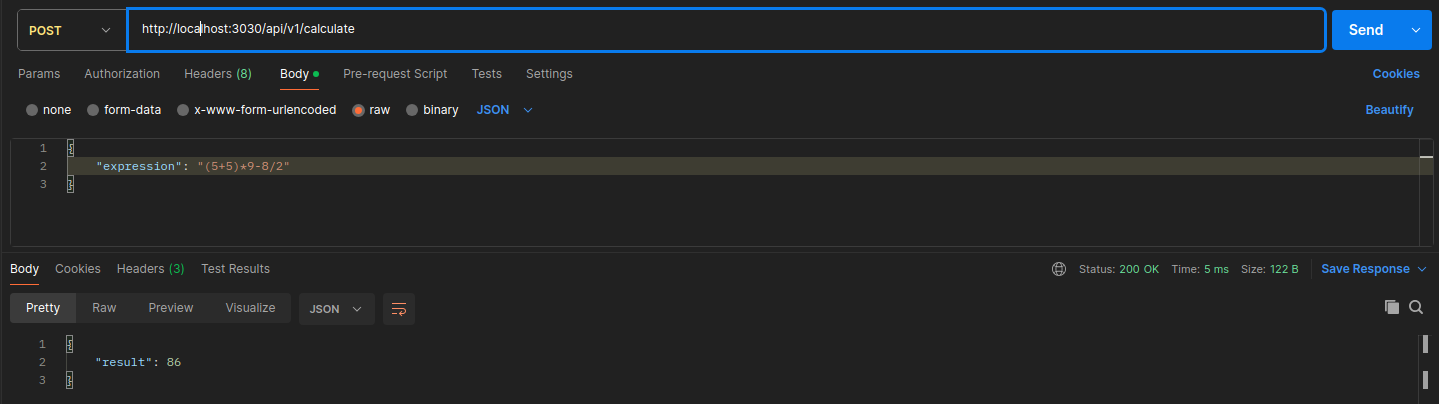 POST http://localhost:3030/api/v1/calculate Send
Params Authorization Headers (8) Body Pre-request Script Tests Settings Cookies
none form-data x-www-form-urlencoded raw binary JSON Beautify
1 {
2 "expression": "(5+5)*9-8/2"
3 }
Body Cookies Headers (3) Test Results Status: 200 OK Time: 5 ms Size: 122 B Save Response
Pretty Raw Preview Visualize JSON
1 {
2 "result": 86
3 }